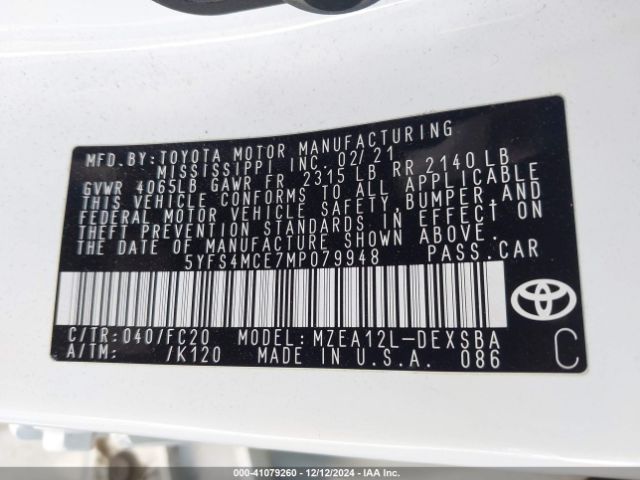 MFD. BY: TOYOTA MOTOR MANUFACTURING
MISSISSIPPI INC. 02/21
GVWR 4065LB GAWR FR 2315 LB RR 2140 LB
THIS VEHICLE CONFORMS TO ALL APPLICABLE
FEDERAL MOTOR VEHICLE SAFETY, BUMPER, AND
THEFT PREVENTION STANDARDS IN EFFECT ON
THE DATE OF MANUFACTURE SHOWN ABOVE.
5YFS4MCE7MP079948 PASS.CAR
C/TR:040/FC20 MODEL: MZEA12L-DEXSBA
A/TM: /K120 MADE IN U.S.A. 086
C
000-41079260 - 12/12/2024 - IAAI.com